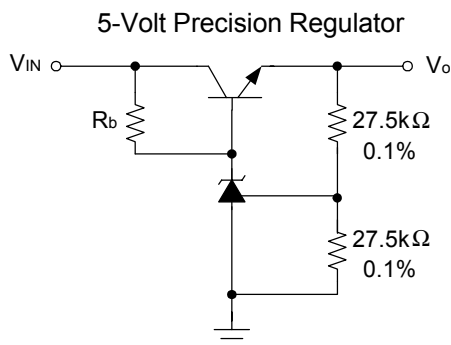 5-Volt Precision Regulator
VIN
Vo
Rb
27.5kΩ
0.1%
27.5kΩ
0.1%